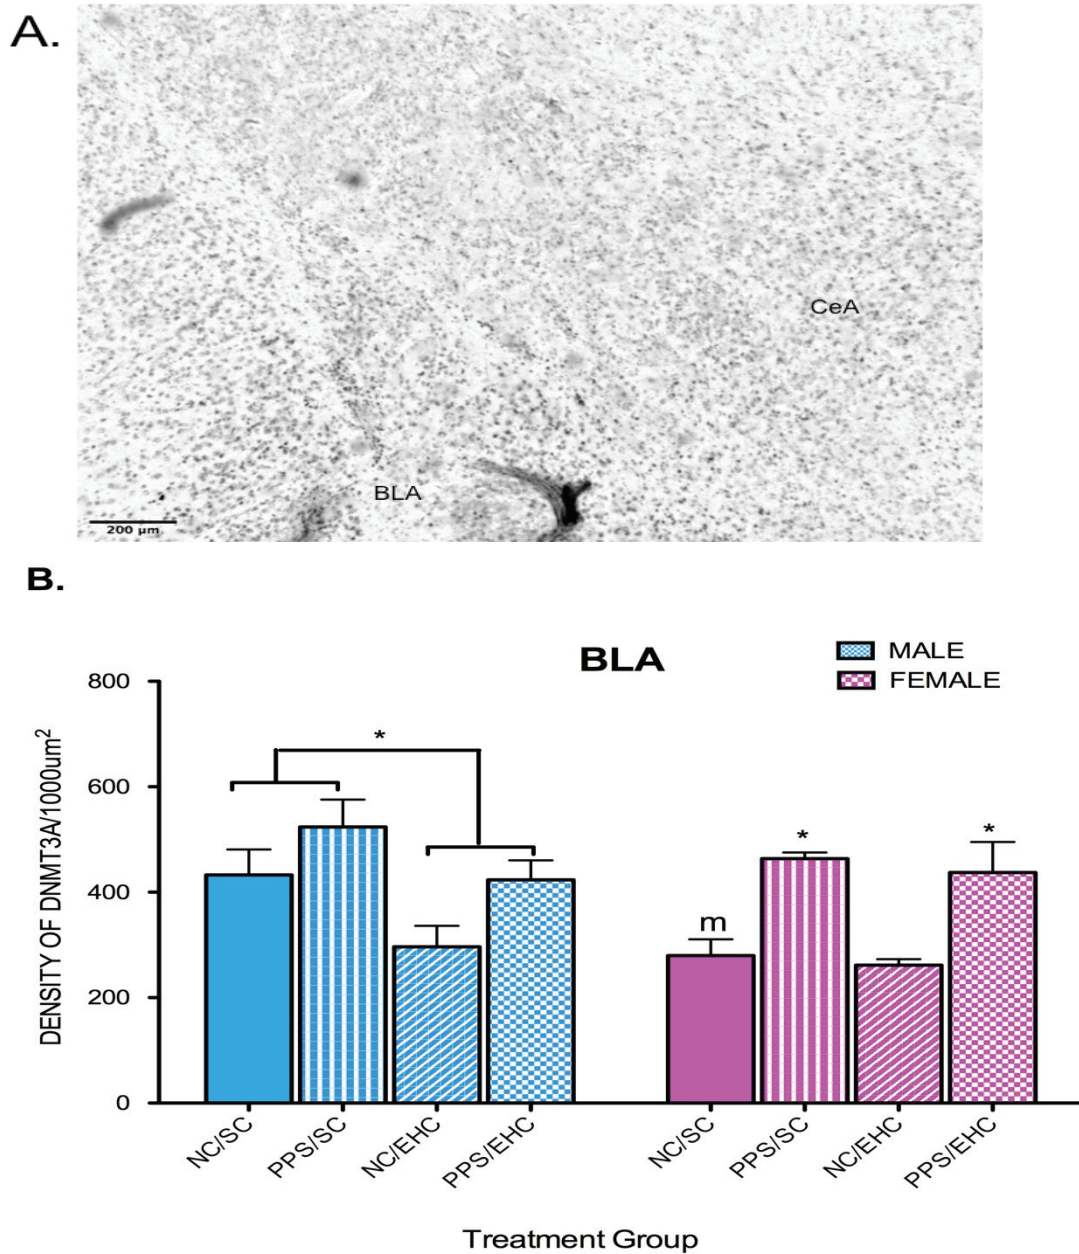 A.
CeA
BLA
200 µm
B.
BLA
MALE
FEMALE
DENSITY OF DNMT3A/1000um²
800
600
400
200
0
*
m
*
*
NC/SC
PPS/SC
NC/EHC
PPS/EHC
NC/SC
PPS/SC
NC/EHC
PPS/EHC
Treatment Group